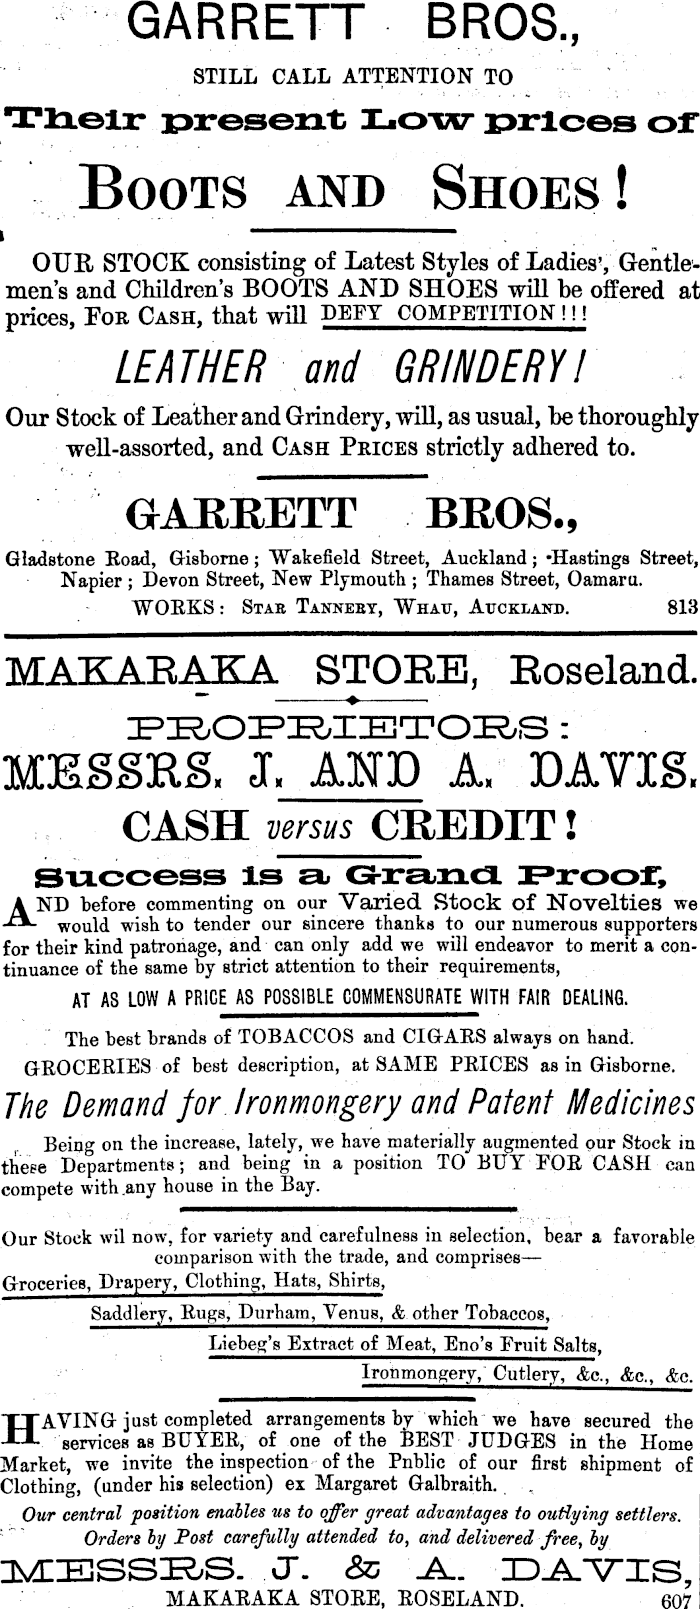 GARRETT BROS.,
STILL CALL ATTENTION TO
Their present Low prices of
BOOTS AND SHOES!
OUR STOCK consisting of Latest Styles of Ladies', Gentle-
men's and Children's BOOTS AND SHOES will be offered at
prices, FOR CASH, that will DEFY COMPETITION!!!
LEATHER and GRINDERY!
Our Stock of Leather and Grindery, will, as usual, be thoroughly
well-assorted, and CASH PRICES strictly adhered to.
GARRETT BROS.,
Gladstone Road, Gisborne; Wakefield Street, Auckland; Hastings Street,
Napier; Devon Street, New Plymouth; Thames Street, Oamaru.
WORKS: STAR TANNERY, WHAU, AUCKLAND. 813
MAKARAKA STORE, Roseland.
PROPRIETORS:
MESSRS. J. AND A. DAVIS.
CASH versus CREDIT!
Success is a Grand Proof,
AND before commenting on our Varied Stock of Novelties we
would wish to tender our sincere thanks to our numerous supporters
for their kind patronage, and can only add we will endeavor to merit a con-
tinuance of the same by strict attention to their requirements,
AT AS LOW A PRICE AS POSSIBLE COMMENSURATE WITH FAIR DEALING.
The best brands of TOBACCOS and CIGARS always on hand.
GROCERIES of best description, at SAME PRICES as in Gisborne.
The Demand for Ironmongery and Patent Medicines
Being on the increase, lately, we have materially augmented our Stock in
these Departments; and being in a position TO BUY FOR CASH can
compete with any house in the Bay.
Our Stock wil now, for variety and carefulness in selection, bear a favorable
comparison with the trade, and comprises—
Groceries, Drapery, Clothing, Hats, Shirts,
Saddlery, Rugs, Durham, Venus, & other Tobaccos,
Liebeg's Extract of Meat, Eno's Fruit Salts,
Ironmongery, Cutlery, &c., &c., &c.
HAVING just completed arrangements by which we have secured the
services as BUYER, of one of the BEST JUDGES in the Home
Market, we invite the inspection of the Pnblic of our first shipment of
Clothing, (under his selection) ex Margaret Galbraith.
Our central position enables us to offer great advantages to outlying settlers.
Orders by Post carefully attended to, and delivered free, by
MESSRS. J. & A. DAVIS,
MAKARAKA STORE, ROSELAND. 607